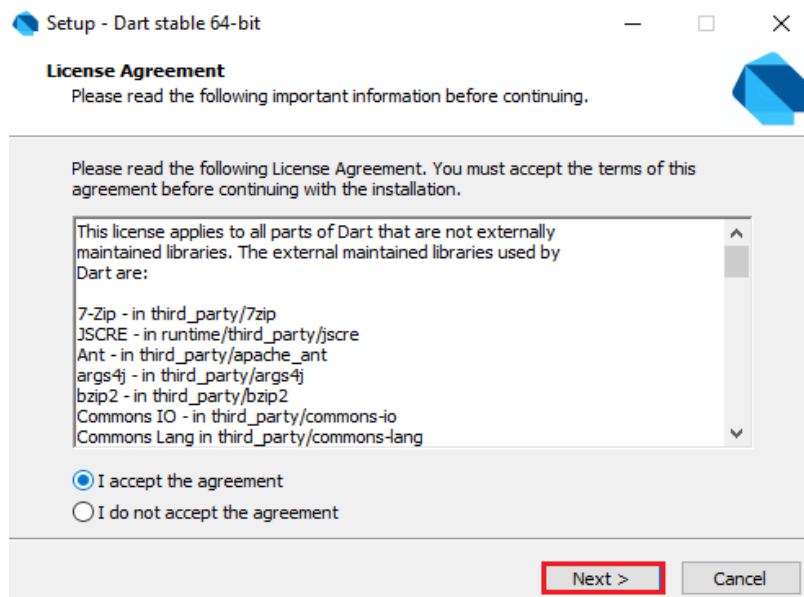 Setup - Dart stable 64-bit
License Agreement
Please read the following important information before continuing.
Please read the following License Agreement. You must accept the terms of this
agreement before continuing with the installation.
This license applies to all parts of Dart that are not externally
maintained libraries. The external maintained libraries used by
Dart are:
7-Zip - in third_party/7zip
JSCRE - in runtime/third_party/jscre
Ant - in third_party/apache_ant
args4j - in third_party/args4j
bzip2 - in third_party/bzip2
Commons IO - in third_party/commons-io
Commons Lang in third_party/commons-lang
I accept the agreement
I do not accept the agreement
Next >
Cancel